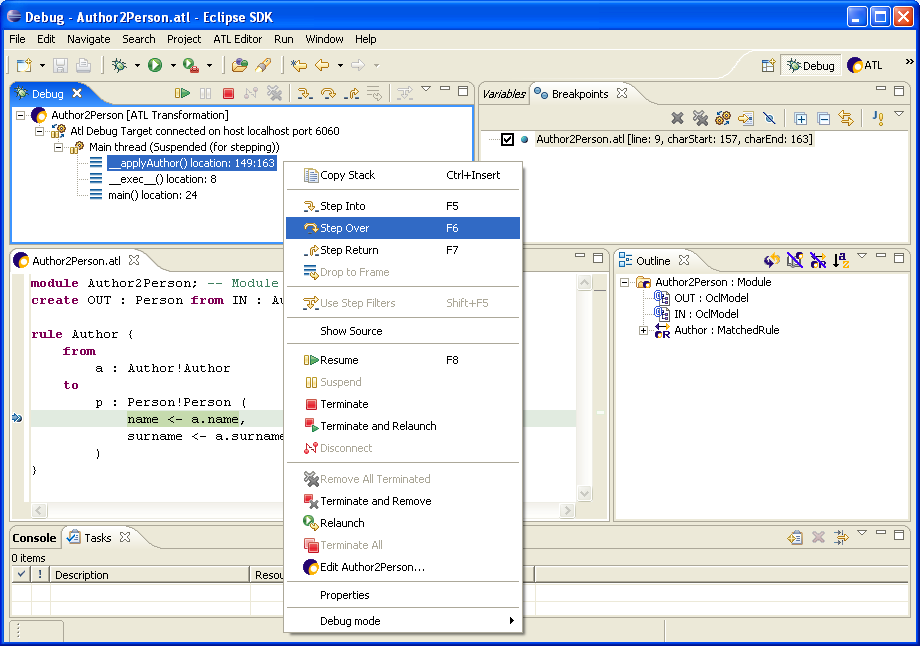 Debug - Author2Person.atl - Eclipse SDK
File Edit Navigate Search Project ATL Editor Run Window Help
Debug ATL »
Debug
Author2Person [ATL Transformation]
Atl Debug Target connected on host localhost port 6060
Main thread (Suspended (for stepping))
__applyAuthor() location: 149:163
__exec__() location: 8
main() location: 24
Variables Breakpoints
Author2Person.atl [line: 9, charStart: 157, charEnd: 163]
Copy Stack Ctrl+Insert
Step Into F5
Step Over F6
Step Return F7
Drop to Frame
Use Step Filters Shift+F5
Show Source
Resume F8
Suspend
Terminate
Terminate and Relaunch
Disconnect
Remove All Terminated
Terminate and Remove
Relaunch
Terminate All
Edit Author2Person...
Properties
Debug mode
Author2Person.atl
module Author2Person; -- Module
create OUT : Person from IN : Au
rule Author {
from
a : Author!Author
to
p : Person!Person (
name <- a.name,
surname <- a.surname
)
}
Outline
Author2Person : Module
OUT : OclModel
IN : OclModel
Author : MatchedRule
Console Tasks
0 items
! Description Resou